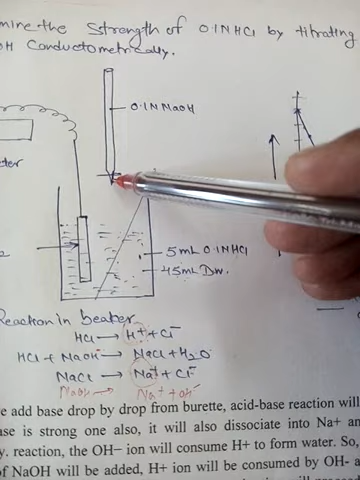 mine the Strength of 0.1N HCl by titrating
OH Conductometrically.
0.1N NaOH
5mL 0.1N HCl
45mL D.W.
Reaction in beaker
HCl → H⁺ + Cl⁻
HCl + NaOH → NaCl + H₂O
NaCl → Na⁺ + Cl⁻
NaOH → Na⁺ + OH⁻
e add base drop by drop from burette, acid-base reaction will
ase is strong one also, it will also dissociate into Na+ and
y. reaction, the OH− ion will consume H+ to form water. So,
of NaOH will be added, H+ ion will be consumed by OH- a